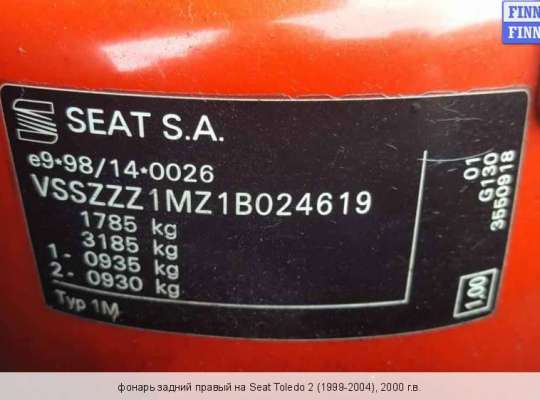 FINN
FINN
SEAT S.A.
e9*98/14*0026
VSSZZZ1MZ1B024619
1785 kg
3185 kg
1- 0935 kg
2- 0930 kg
Typ 1M
01
G130
3550918
1,00
фонарь задний правый на Seat Toledo 2 (1999-2004), 2000 г.в.